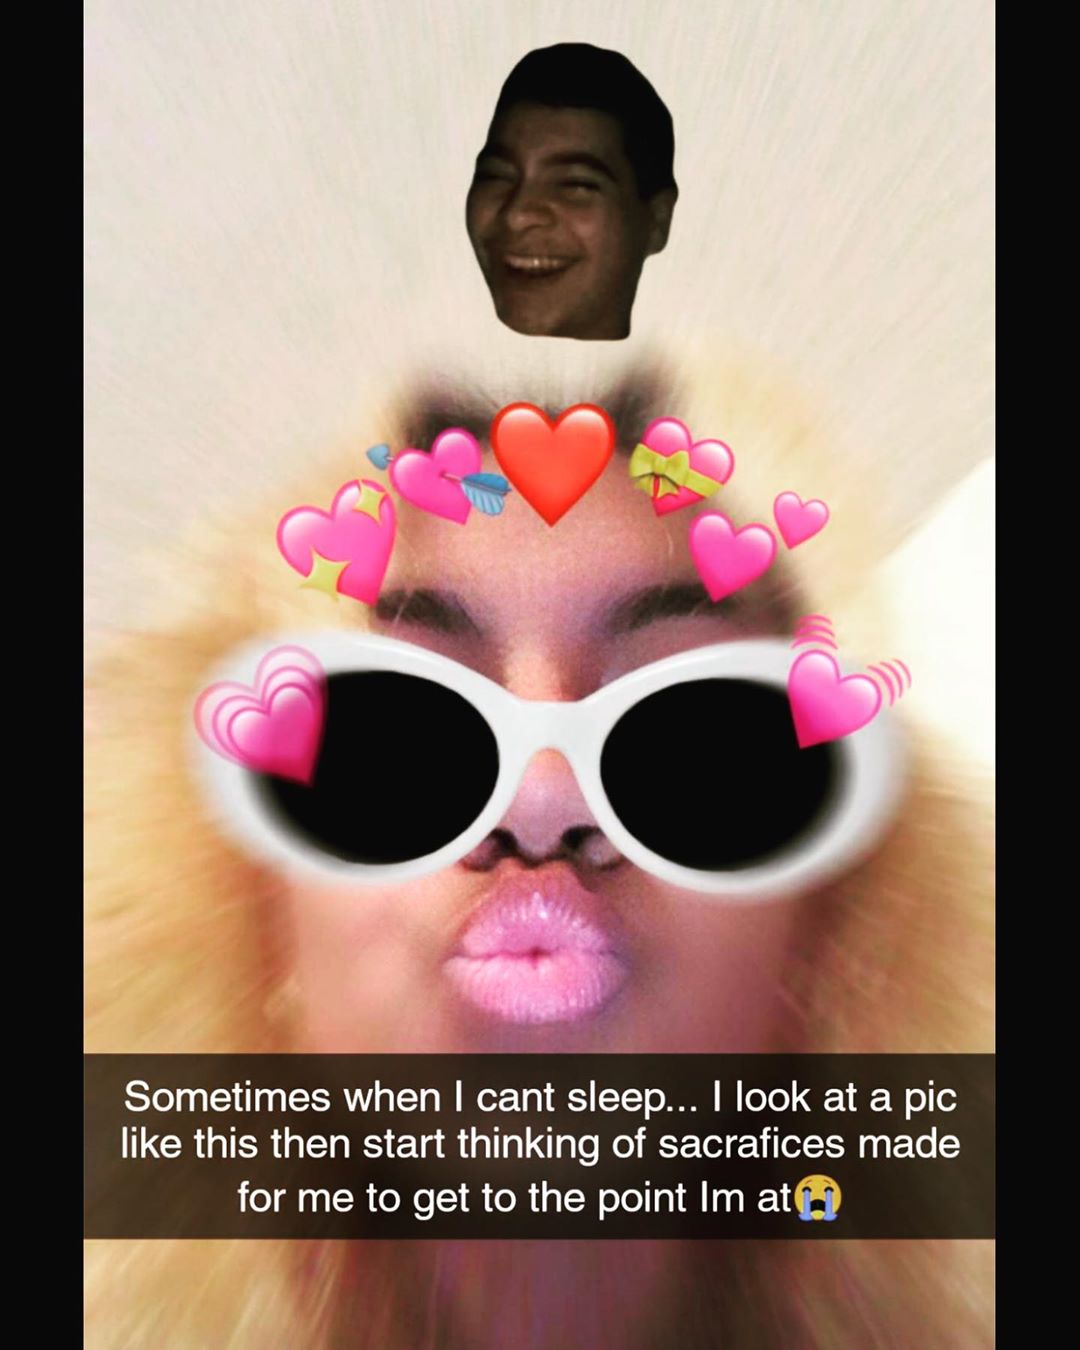 Sometimes when I cant sleep... I look at a pic
like this then start thinking of sacrafices made
for me to get to the point Im at😭